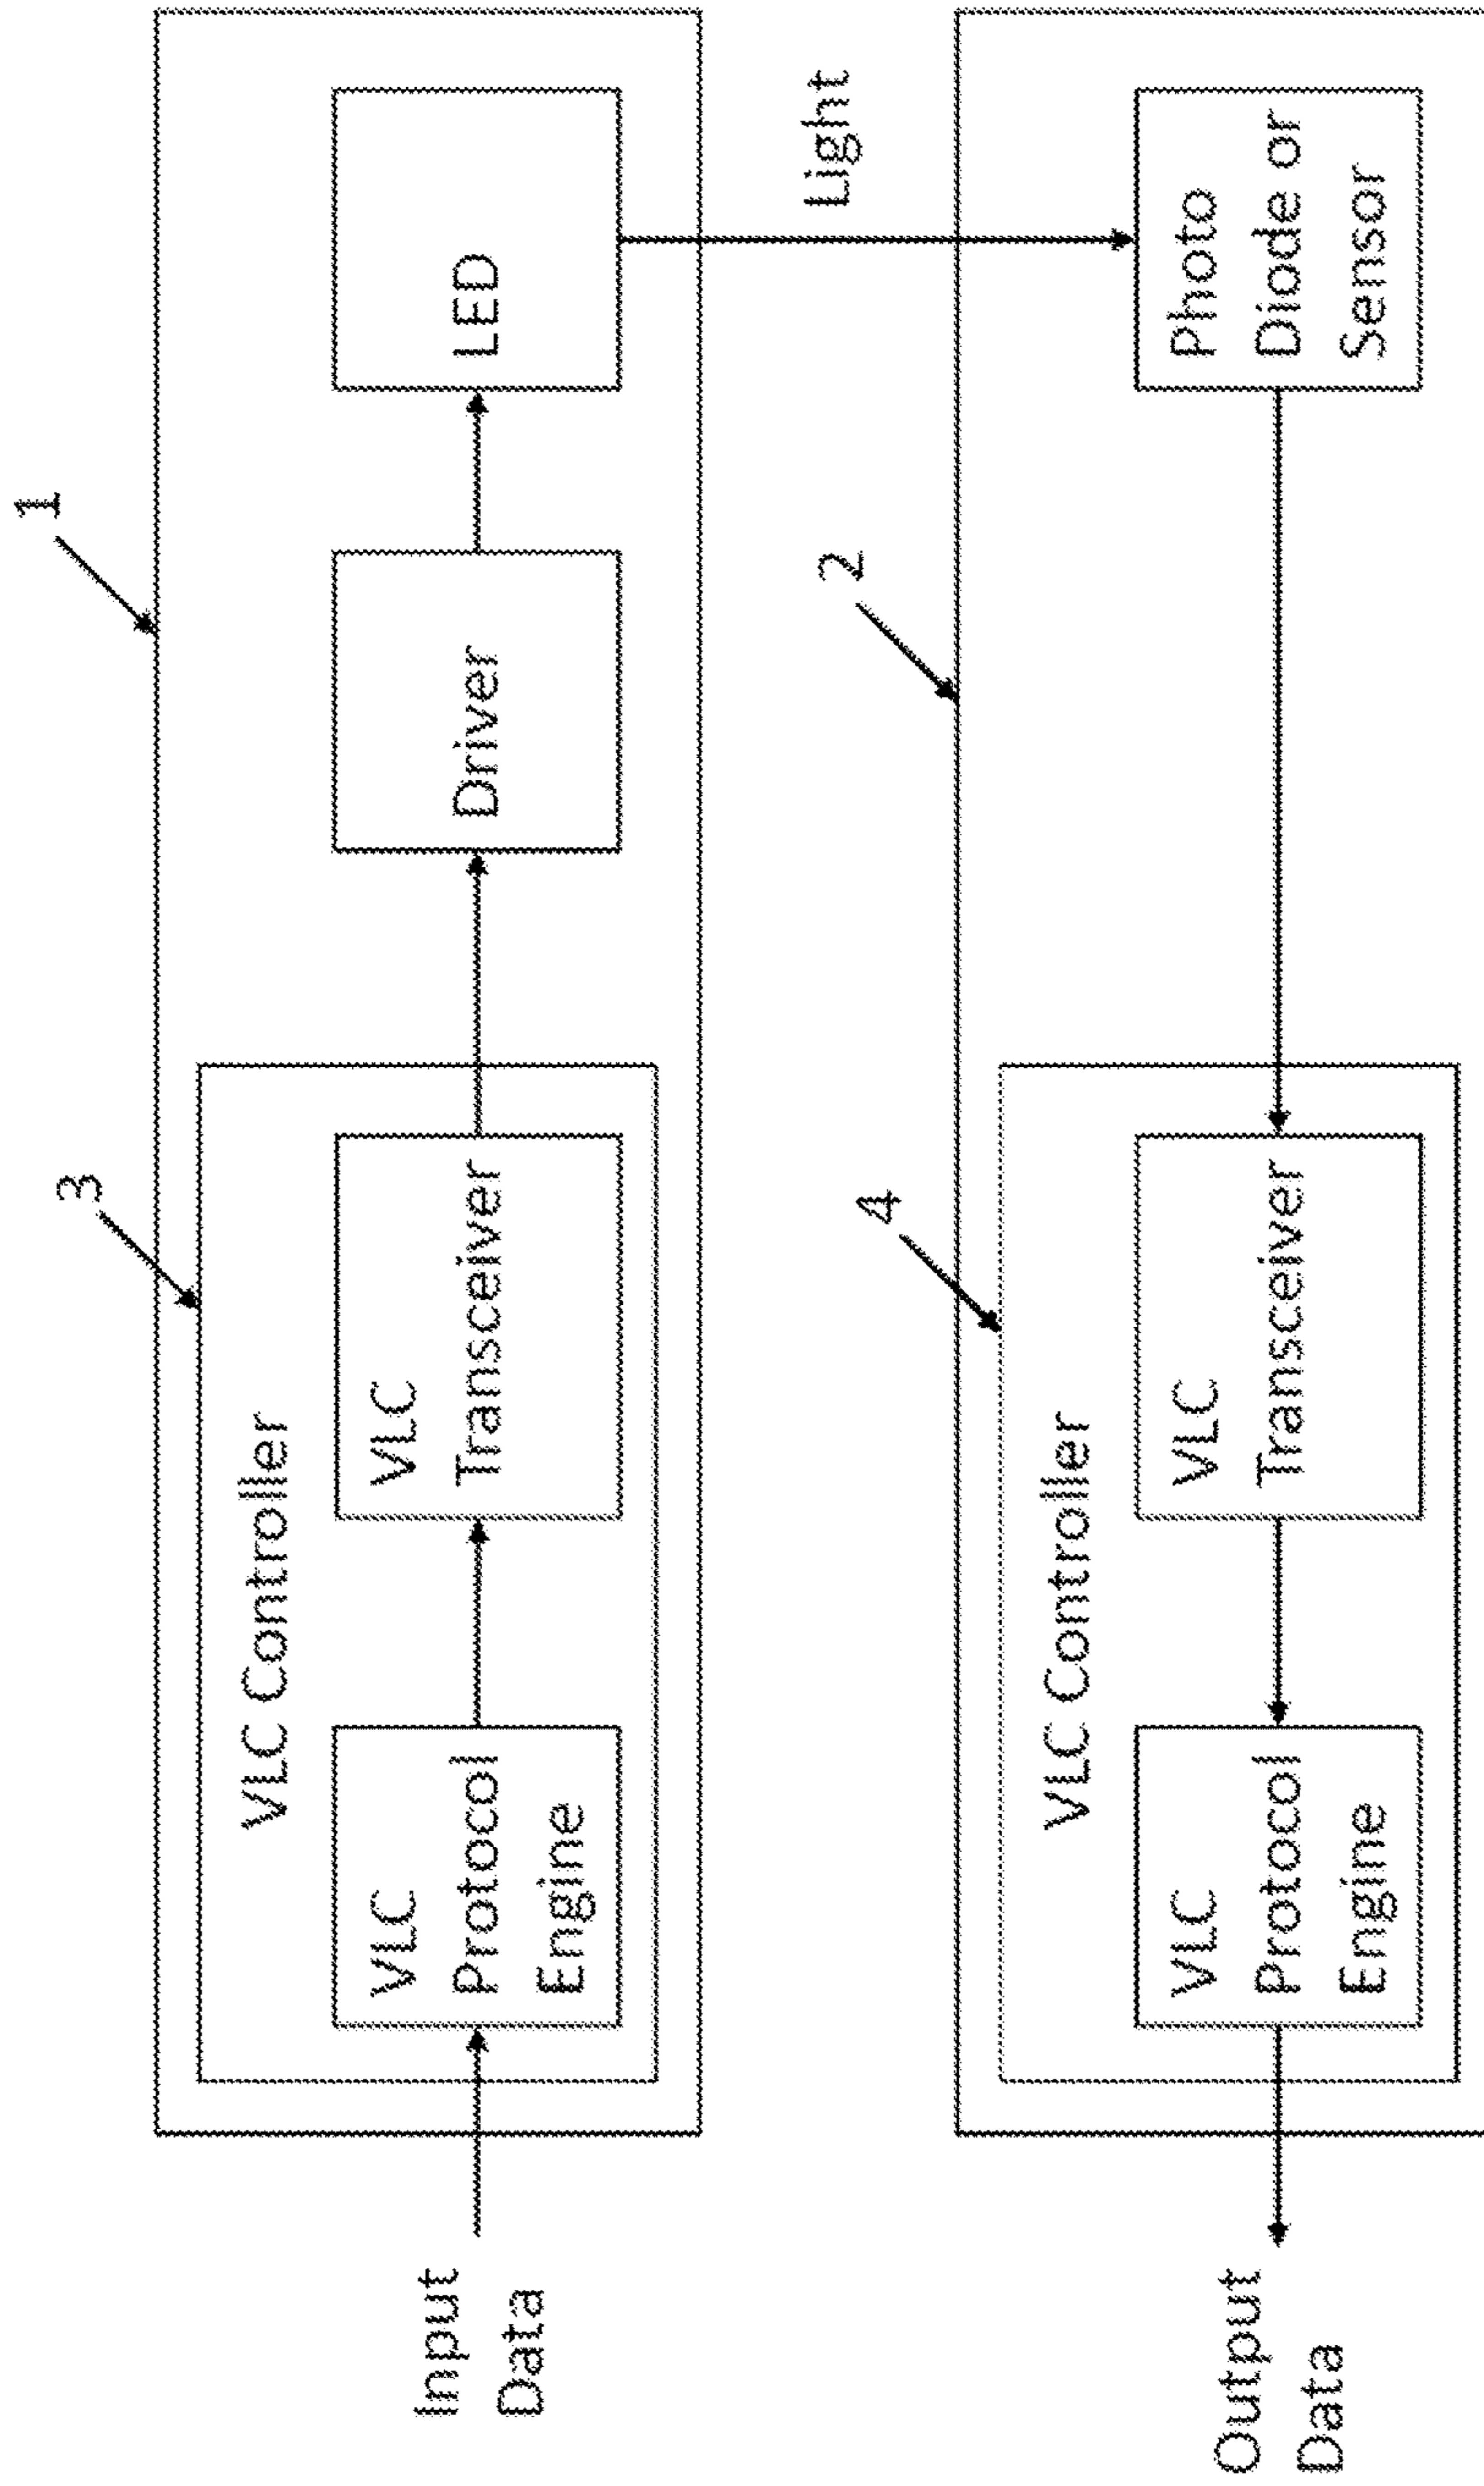 1
3
VLC Controller
Input
Data
VLC
Protocol
Engine
VLC
Transceiver
Driver
LED
Light
2
4
VLC Controller
Output
Data
VLC
Protocol
Engine
VLC
Transceiver
Photo
Diode or
Sensor